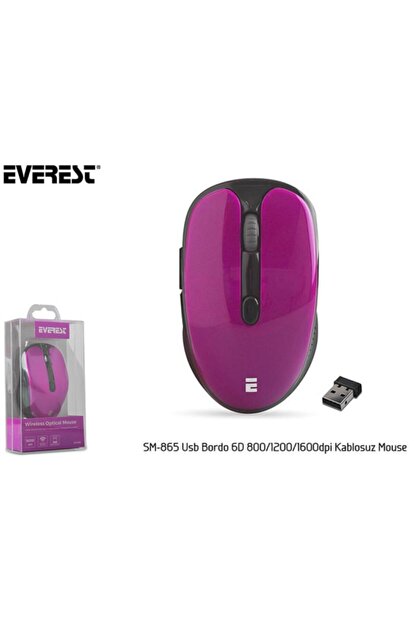 EVEREST®
EVEREST
Wireless Optical Mouse
E
SM-865 Usb Bordo 6D 800/1200/1600dpi Kablosuz Mouse